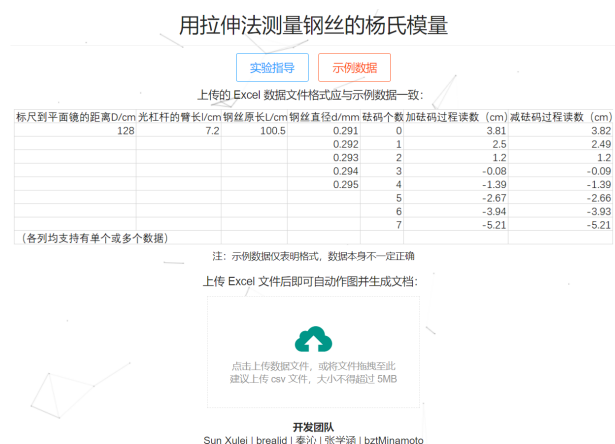 用拉伸法测量钢丝的杨氏模量
实验指导 示例数据
上传的 Excel 数据文件格式应与示例数据一致：
标尺到平面镜的距离D/cm 光杠杆的臂长l/cm 钢丝原长L/cm 钢丝直径d/mm 砝码个数 加砝码过程读数（cm） 减砝码过程读数（cm）
128 7.2 100.5 0.291 0 3.81 3.82
0.292 1 2.5 2.49
0.293 2 1.2 1.2
0.294 3 -0.08 -0.09
0.295 4 -1.39 -1.39
5 -2.67 -2.66
6 -3.94 -3.93
7 -5.21 -5.21
（各列均支持有单个或多个数据）
注：示例数据仅表明格式，数据本身不一定正确
上传 Excel 文件后即可自动作图并生成文档：
点击上传数据文件，或将文件拖拽至此
建议上传 csv 文件，大小不得超过 5MB
开发团队
Sun Xulei | brealid | 秦沁 | 张学涵 | bztMinamoto